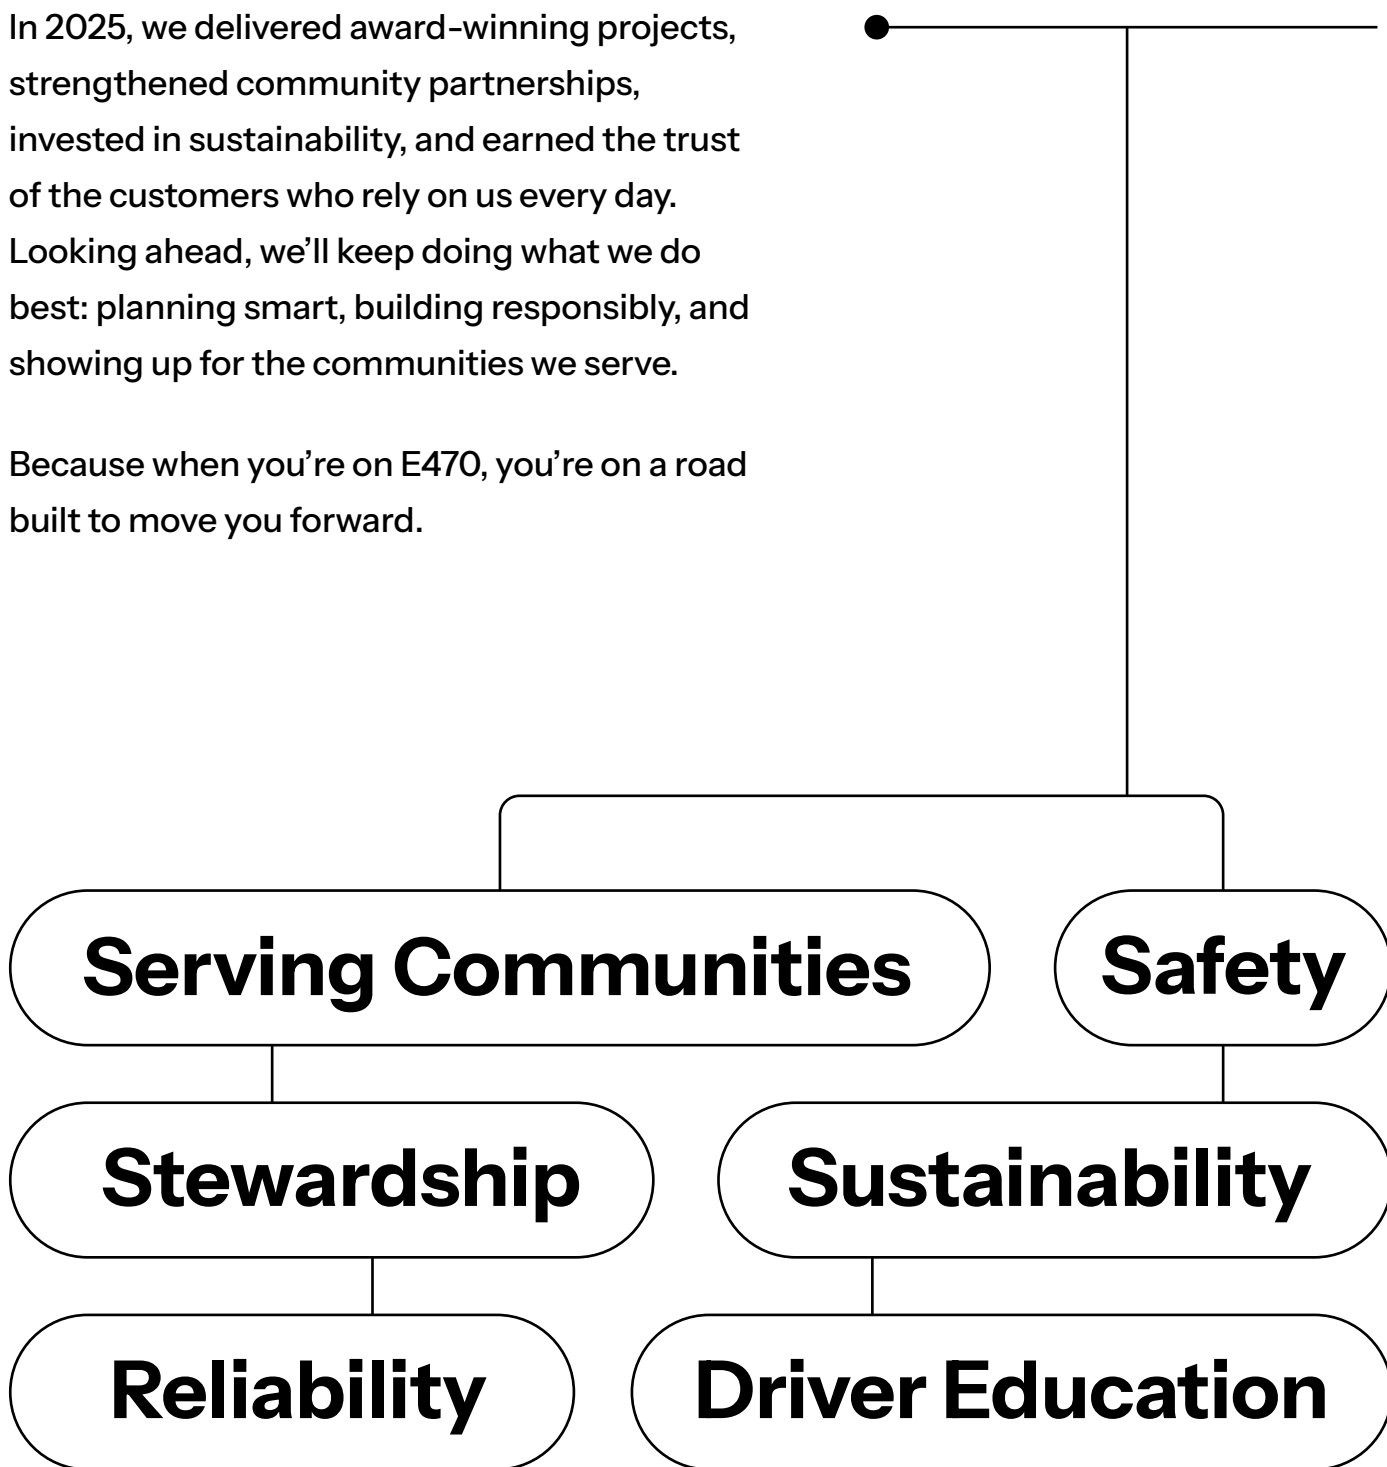 In 2025, we delivered award-winning projects,
strengthened community partnerships,
invested in sustainability, and earned the trust
of the customers who rely on us every day.
Looking ahead, we’ll keep doing what we do
best: planning smart, building responsibly, and
showing up for the communities we serve.
Because when you’re on E470, you’re on a road
built to move you forward.
Serving Communities
Safety
Stewardship
Sustainability
Reliability
Driver Education